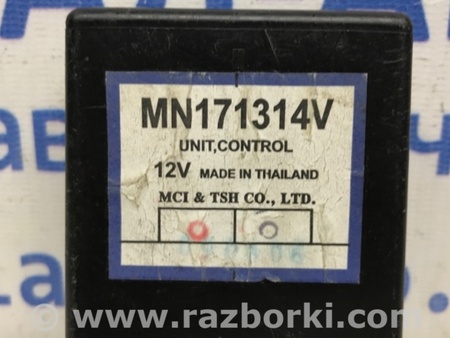 MN171314V
UNIT,CONTROL
12V MADE IN THAILAND
MCI & TSH CO., LTD.
www.razborki.com